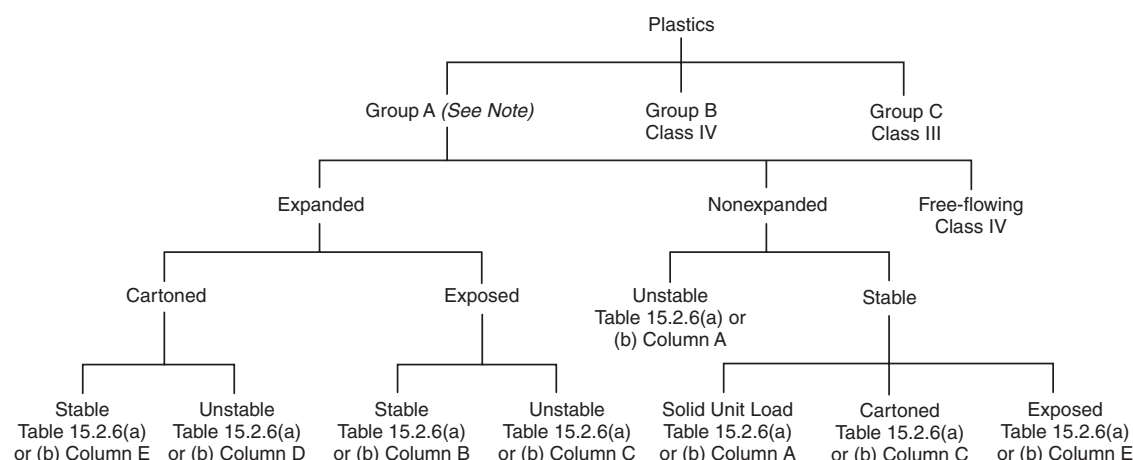 Plastics
Group A (See Note)
Group B
Class IV
Group C
Class III
Expanded
Nonexpanded
Free-flowing
Class IV
Cartoned
Exposed
Unstable
Table 15.2.6(a) or
(b) Column A
Stable
Stable
Table 15.2.6(a)
or (b) Column E
Unstable
Table 15.2.6(a)
or (b) Column D
Stable
Table 15.2.6(a)
or (b) Column B
Unstable
Table 15.2.6(a)
or (b) Column C
Solid Unit Load
Table 15.2.6(a)
or (b) Column A
Cartoned
Table 15.2.6(a)
or (b) Column C
Exposed
Table 15.2.6(a)
or (b) Column E